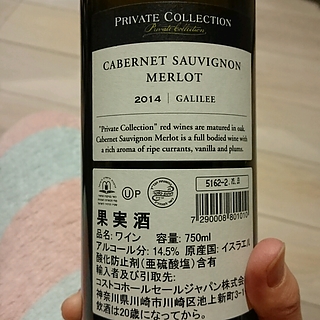 PRIVATE COLLECTION
Private Collection
CABERNET SAUVIGNON
MERLOT
2014 | GALILEE
"Private Collection" red wines are matured in oak.
Cabernet Sauvignon Merlot is a full bodied wine with
a rich aroma of ripe currants, vanilla and plums.
5162-2
UP
7290008801010
果実酒
品名: ワイン 容量: 750ml
アルコール分: 14.5% 原産国: イスラエル
酸化防止剤(亜硫酸塩)含有
輸入者及び引取先:
コストコホールセールジャパン株式会
神奈川県川崎市川崎区池上新町3-1
飲酒は20歳になってから。